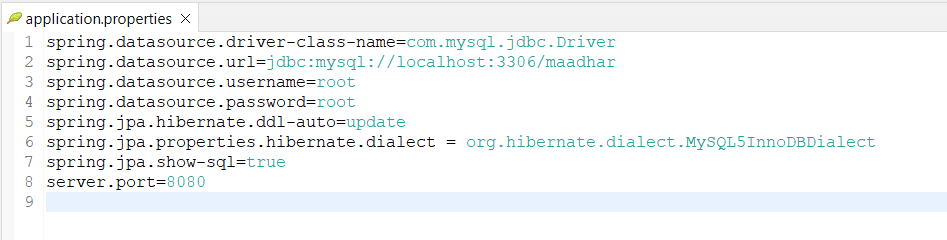 application.properties
1 spring.datasource.driver-class-name=com.mysql.jdbc.Driver
2 spring.datasource.url=jdbc:mysql://localhost:3306/maadhar
3 spring.datasource.username=root
4 spring.datasource.password=root
5 spring.jpa.hibernate.ddl-auto=update
6 spring.jpa.properties.hibernate.dialect = org.hibernate.dialect.MySQL5InnoDBDialect
7 spring.jpa.show-sql=true
8 server.port=8080
9